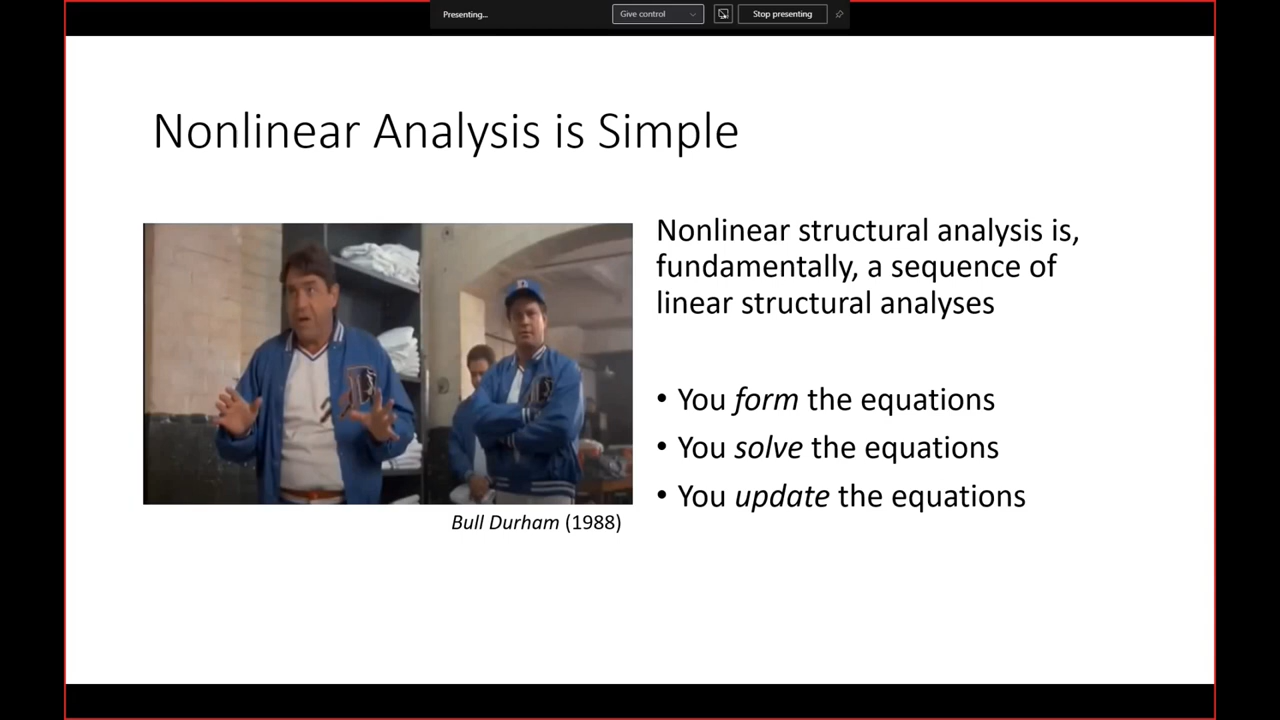 Presenting...
Give control
Stop presenting
Nonlinear Analysis is Simple
Nonlinear structural analysis is,
fundamentally, a sequence of
linear structural analyses
• You form the equations
• You solve the equations
• You update the equations
D
D
Bull Durham (1988)